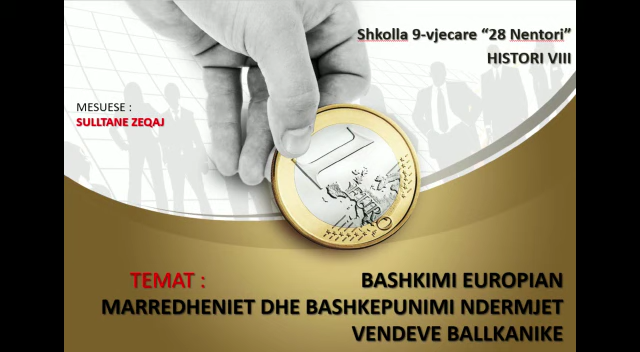 Shkolla 9-vjecare “28 Nentori”
HISTORI VIII
MESUESE :
SULLTANE ZEQAJ
1
TEMAT : BASHKIMI EUROPIAN
MARREDHENIET DHE BASHKEPUNIMI NDERMJET
VENDEVE BALLKANIKE